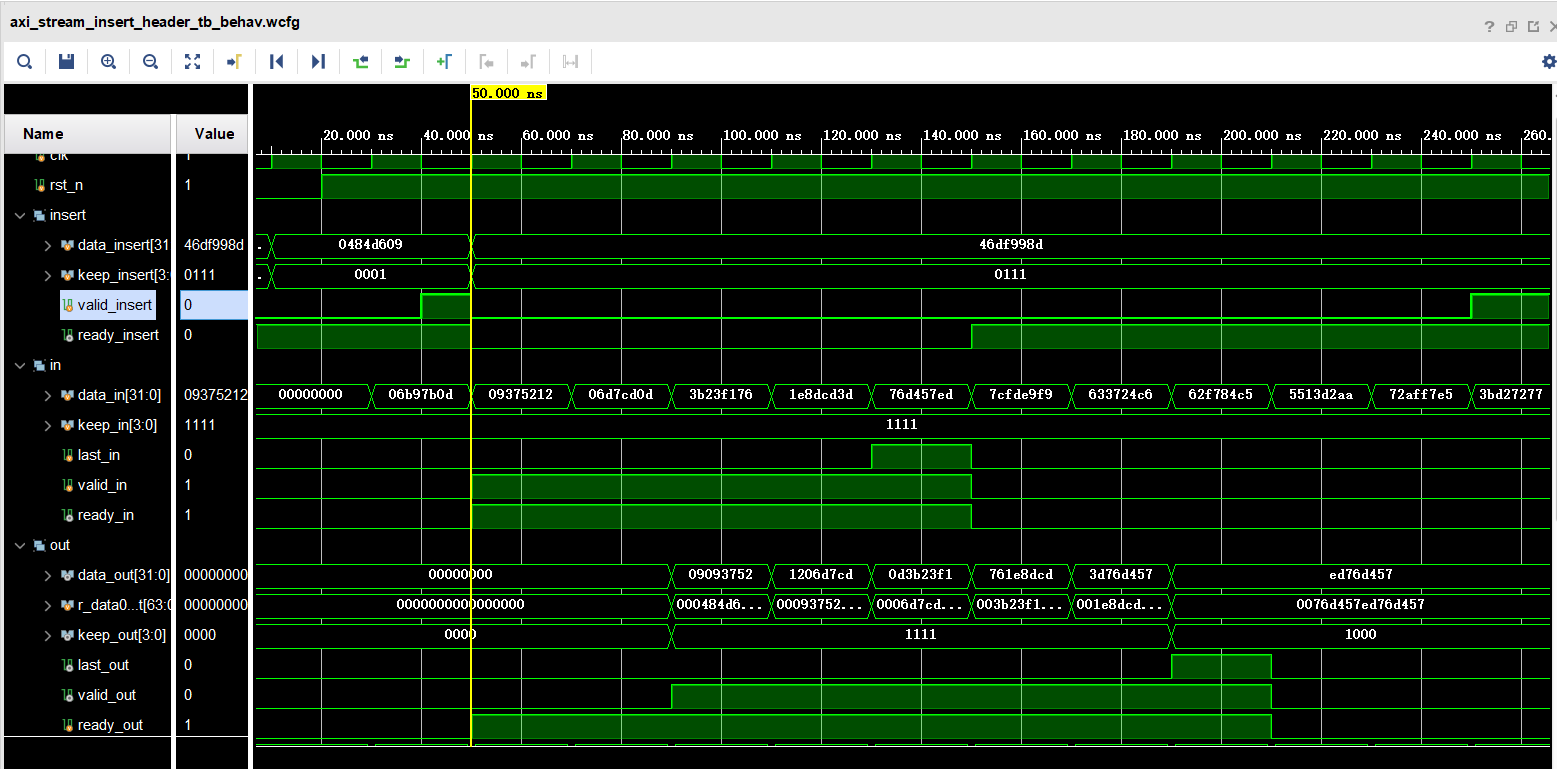 axi_stream_insert_header_tb_behav.wcfg
?
50.000 ns
Name Value
20.000 ns 40.000 ns 60.000 ns 80.000 ns 100.000 ns 120.000 ns 140.000 ns 160.000 ns 180.000 ns 200.000 ns 220.000 ns 240.000 ns 260.
clk 1
rst_n 1
insert
data_insert[31 46df998d . 0484d609 46df998d
keep_insert[3: 0111 . 0001 0111
valid_insert 0
ready_insert 0
in
data_in[31:0] 09375212 00000000 06b97b0d 09375212 06d7cd0d 3b23f176 1e8dcd3d 76d457ed 7cfde9f9 633724c6 62f784c5 5513d2aa 72aff7e5 3bd27277
keep_in[3:0] 1111 1111
last_in 0
valid_in 1
ready_in 1
out
data_out[31:0] 00000000 00000000 09093752 1206d7cd 0d3b23f1 761e8dcd 3d76d457 ed76d457
r_data0...t[63:0 00000000 0000000000000000 000484d6... 00093752... 0006d7cd... 003b23f1... 001e8dcd... 0076d457ed76d457
keep_out[3:0] 0000 0000 1111 1000
last_out 0
valid_out 0
ready_out 1